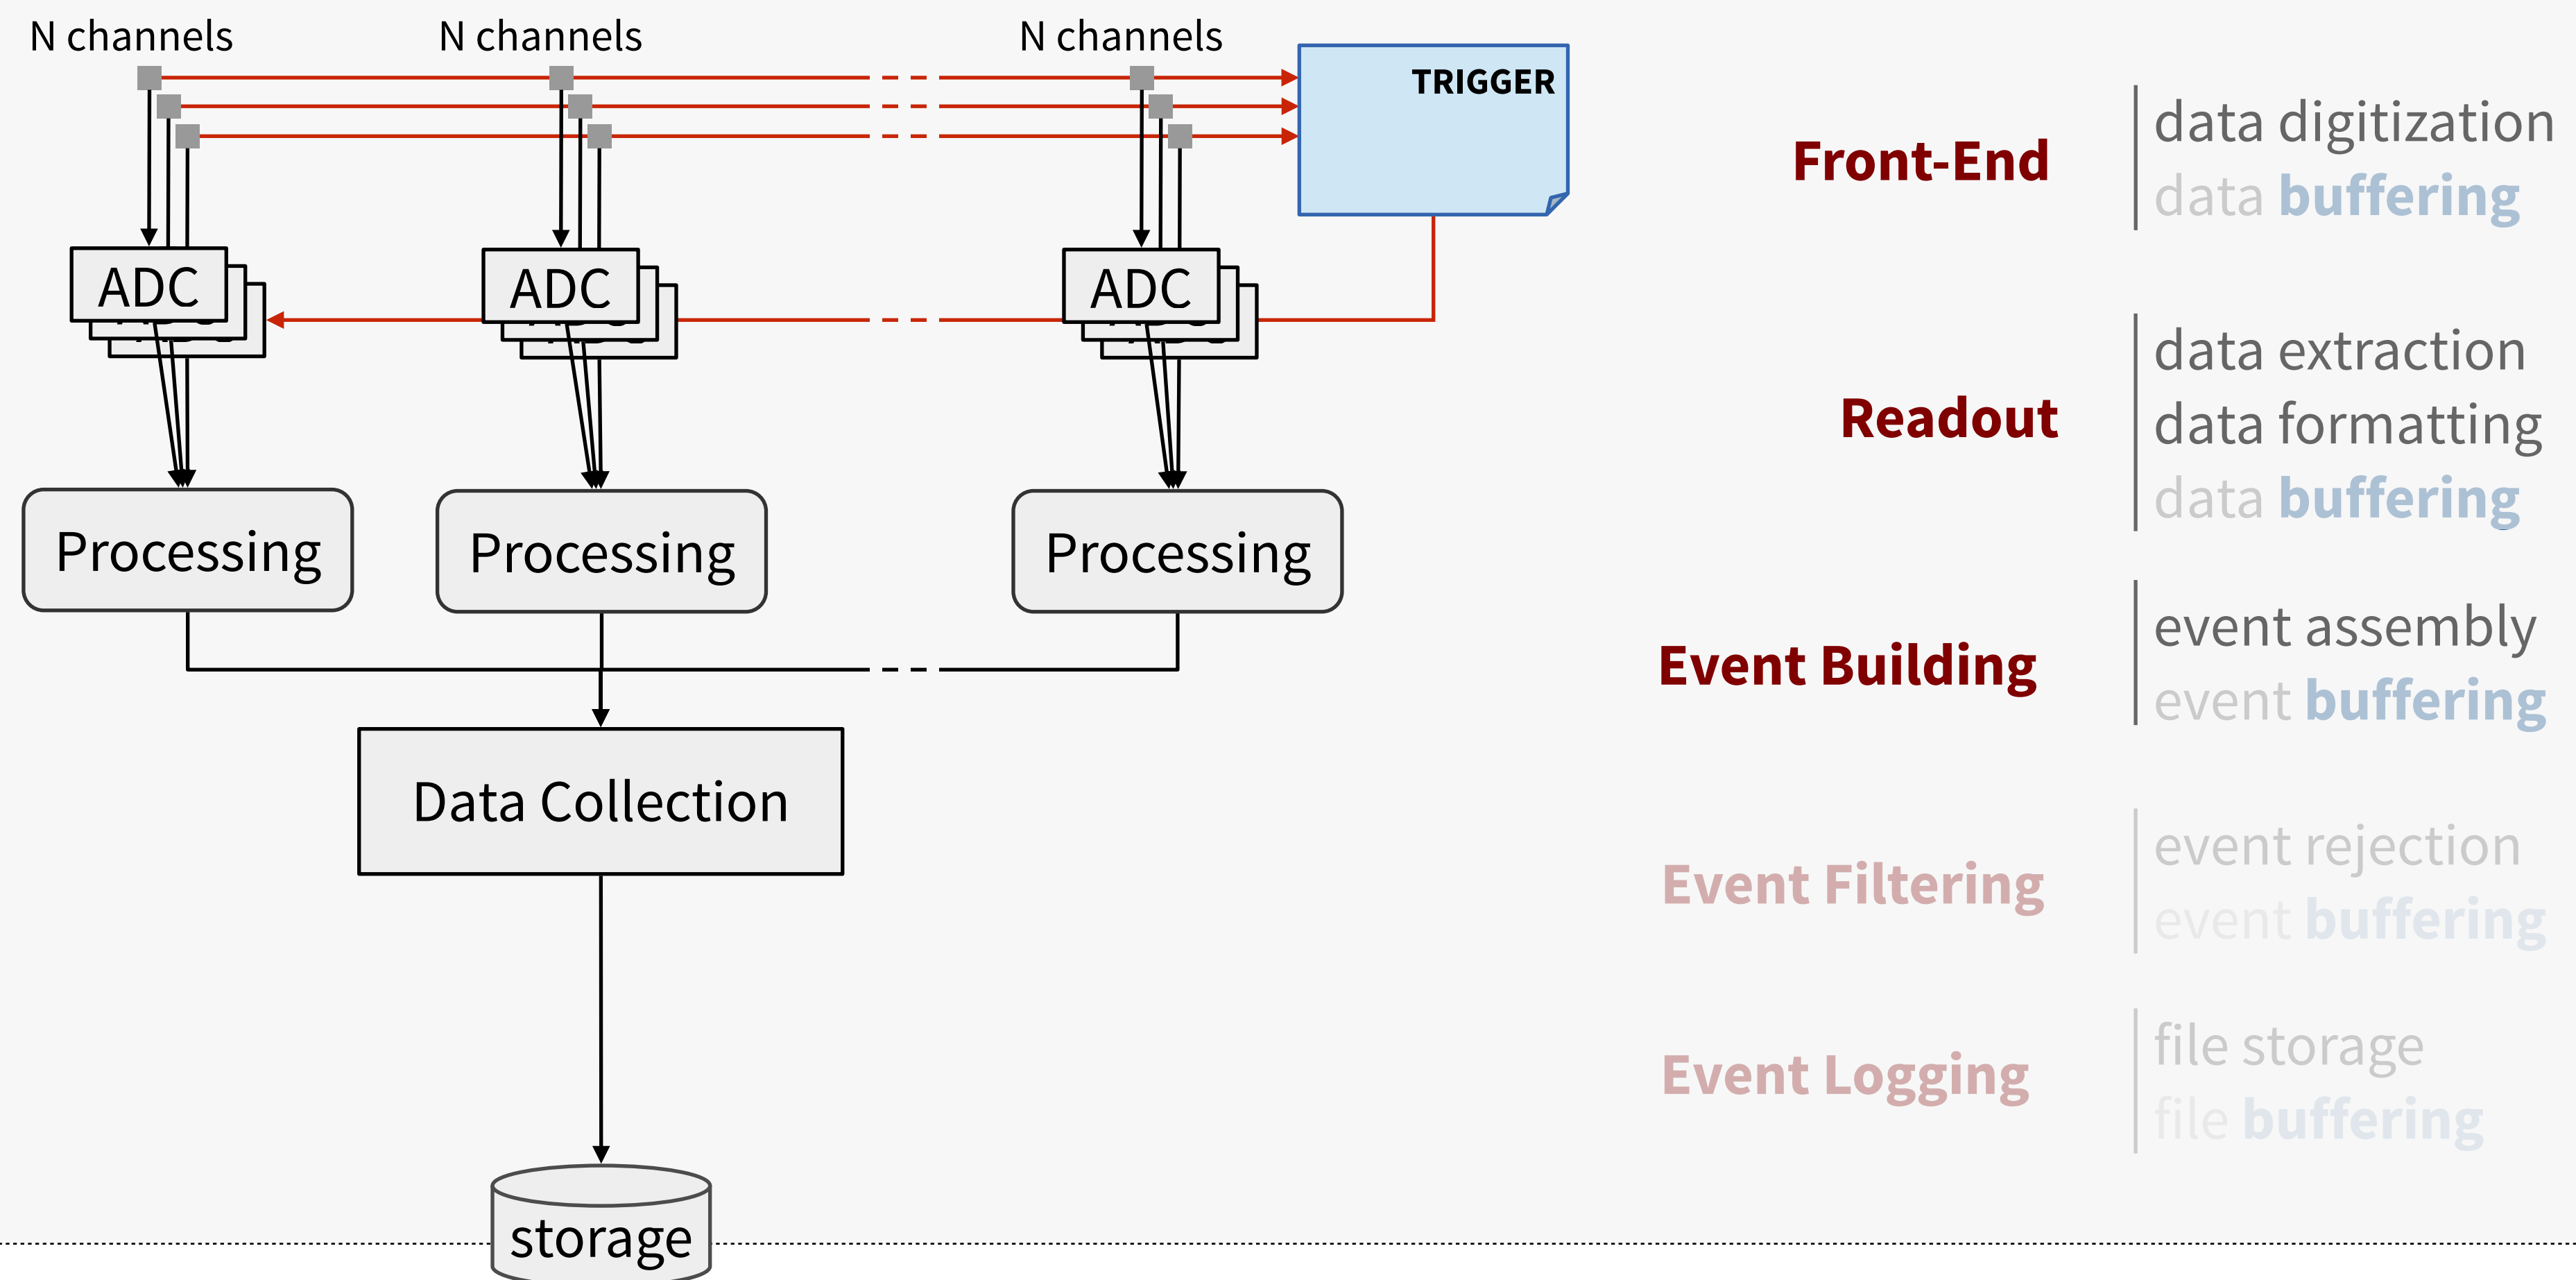 N channels
N channels
N channels
TRIGGER
ADC
ADC
ADC
Processing
Processing
Processing
Data Collection
storage
Front-End
data digitization
data buffering
Readout
data extraction
data formatting
data buffering
Event Building
event assembly
event buffering
Event Filtering
event rejection
event buffering
Event Logging
file storage
file buffering